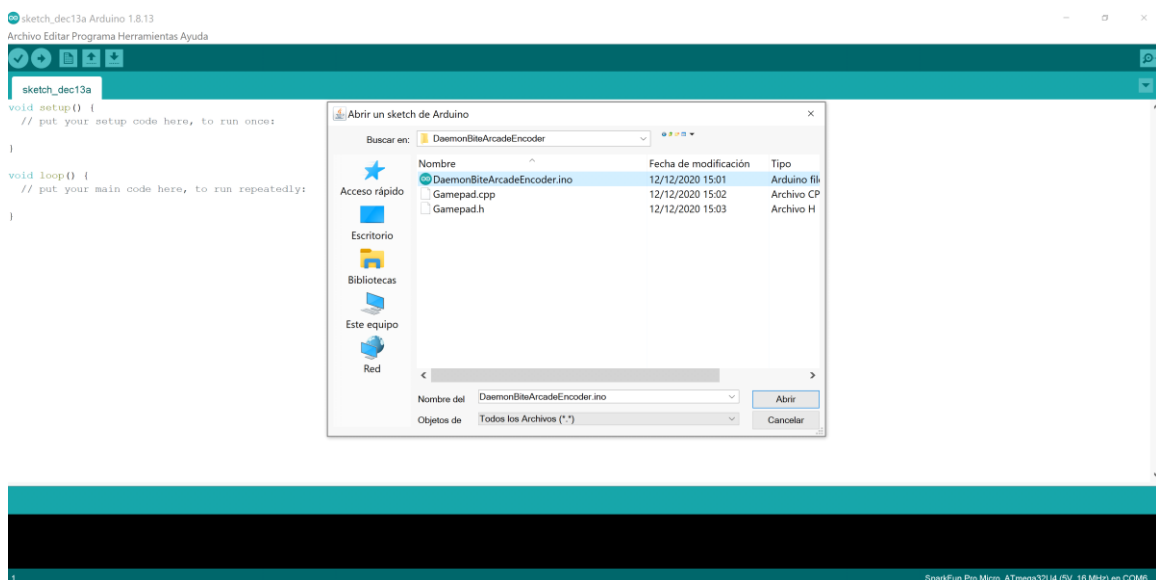 sketch_dec13a Arduino 1.8.13
Archivo Editar Programa Herramientas Ayuda
sketch_dec13a
void setup() {
// put your setup code here, to run once:
}
void loop() {
// put your main code here, to run repeatedly:
}
Abrir un sketch de Arduino
Buscar en: DaemonBiteArcadeEncoder
Nombre Fecha de modificación Tipo
DaemonBiteArcadeEncoder.ino 12/12/2020 15:01 Arduino fil
Gamepad.cpp 12/12/2020 15:02 Archivo CP
Gamepad.h 12/12/2020 15:03 Archivo H
Acceso rápido
Escritorio
Bibliotecas
Este equipo
Red
Nombre del DaemonBiteArcadeEncoder.ino Abrir
Objetos de Todos los Archivos (*.*) Cancelar
1 SparkFun Pro Micro, ATmega32U4 (5V, 16 MHz) en COM6